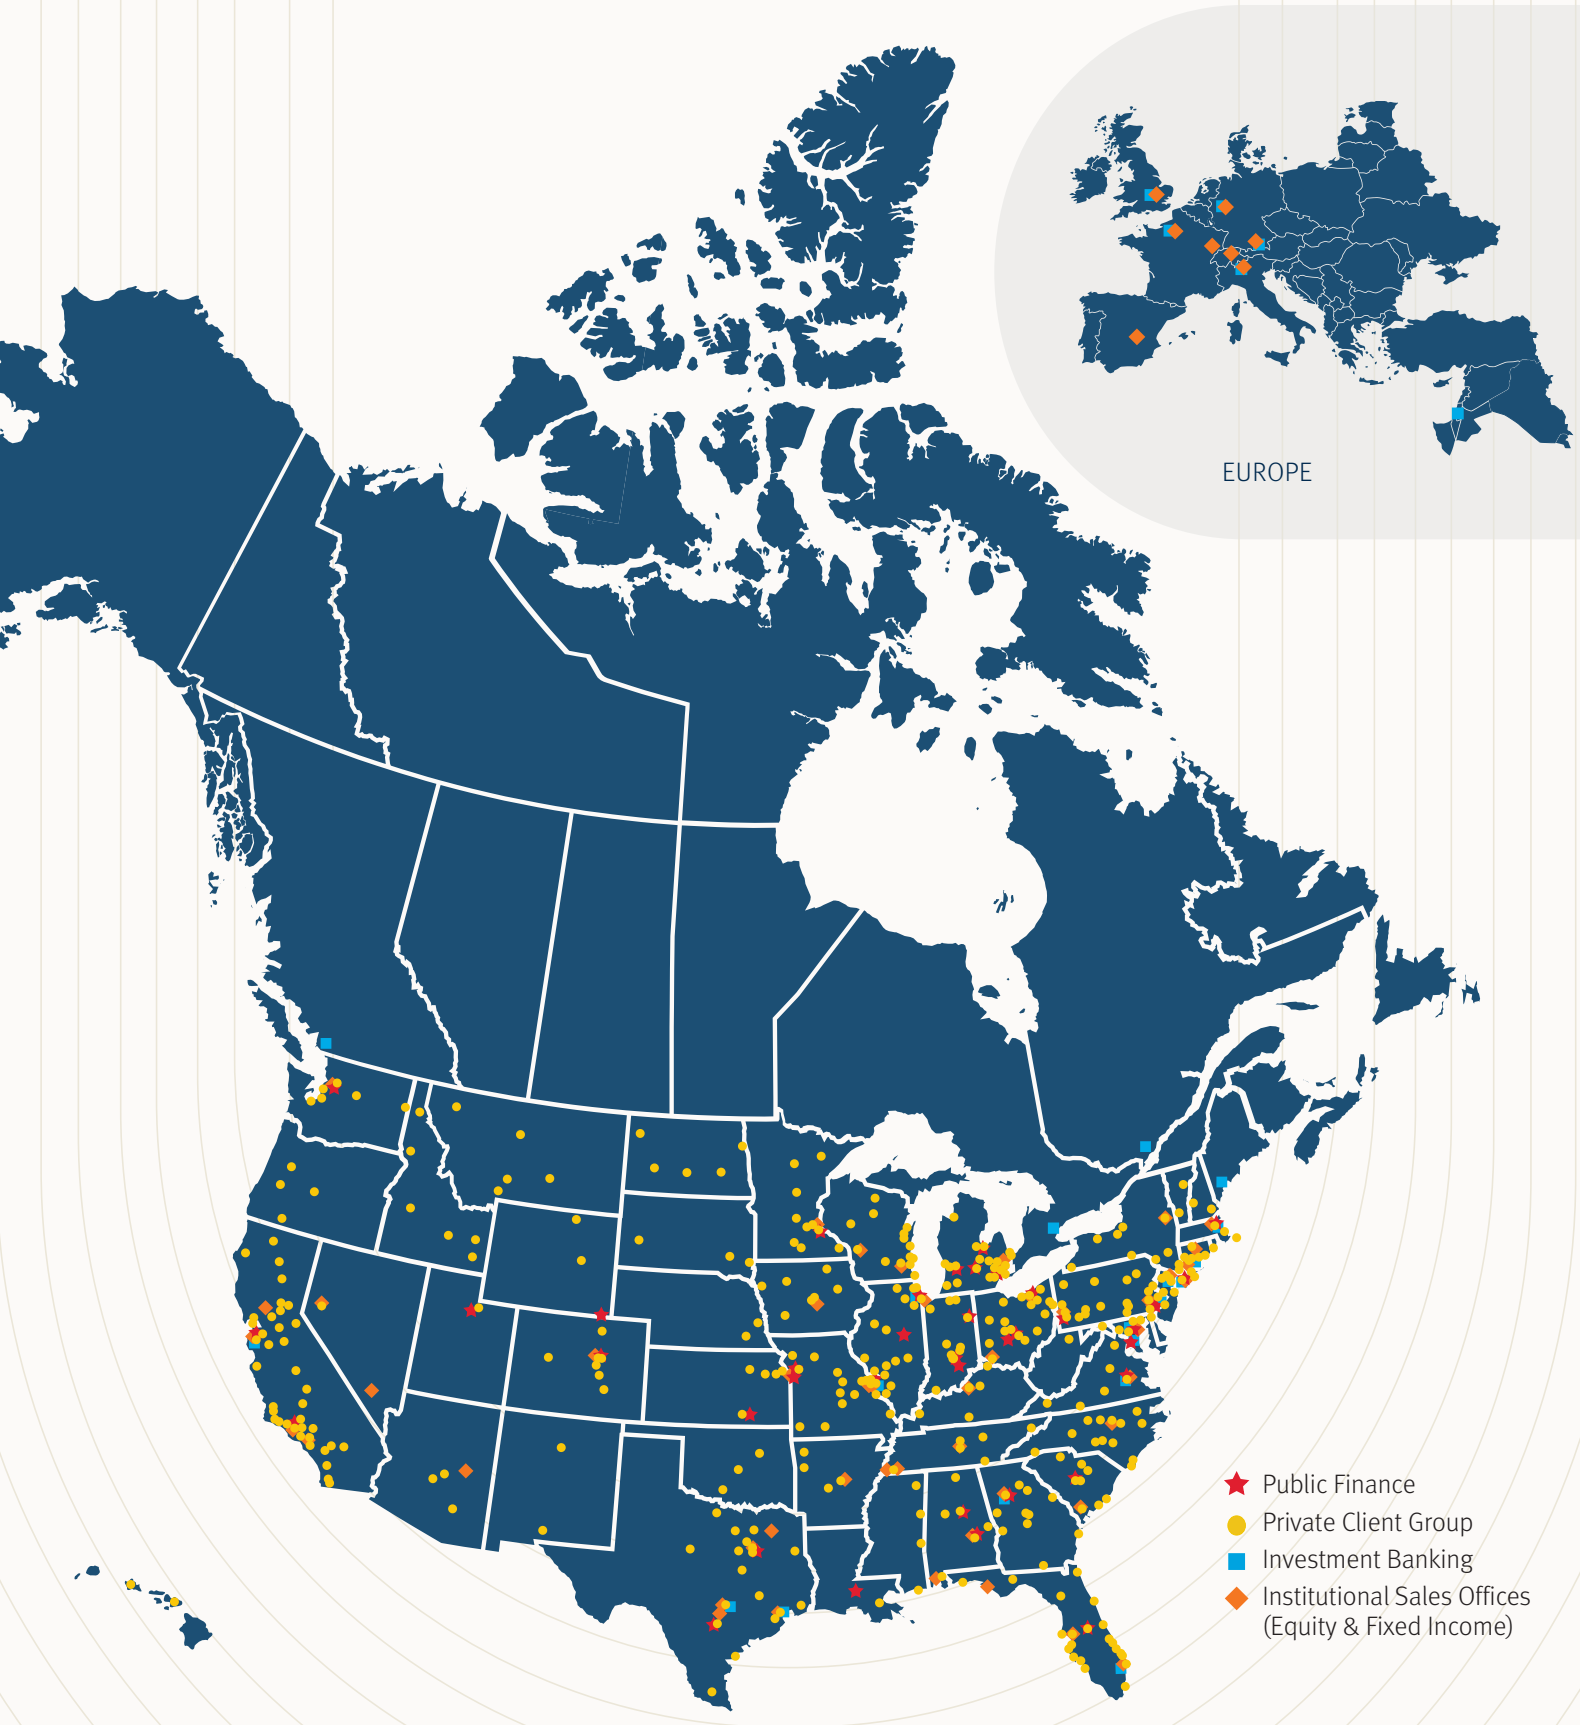 EUROPE
Public Finance
Private Client Group
Investment Banking
Institutional Sales Offices
(Equity & Fixed Income)